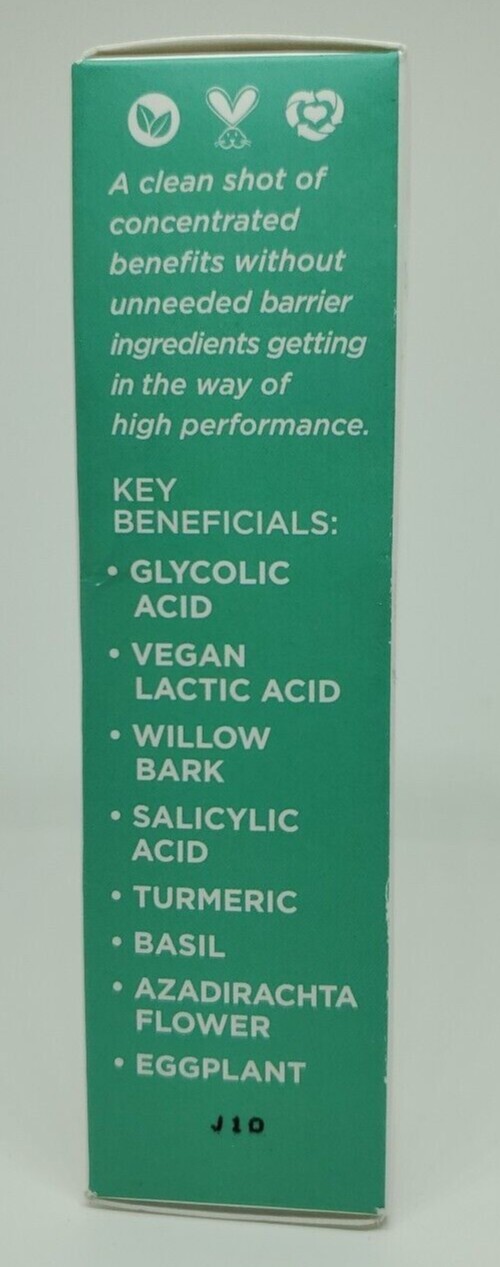 A clean shot of
concentrated
benefits without
unneeded barrier
ingredients getting
in the way of
high performance.
KEY
BENEFICIALS:
• GLYCOLIC
ACID
• VEGAN
LACTIC ACID
• WILLOW
BARK
• SALICYLIC
ACID
• TURMERIC
• BASIL
• AZADIRACHTA
FLOWER
• EGGPLANT
J10